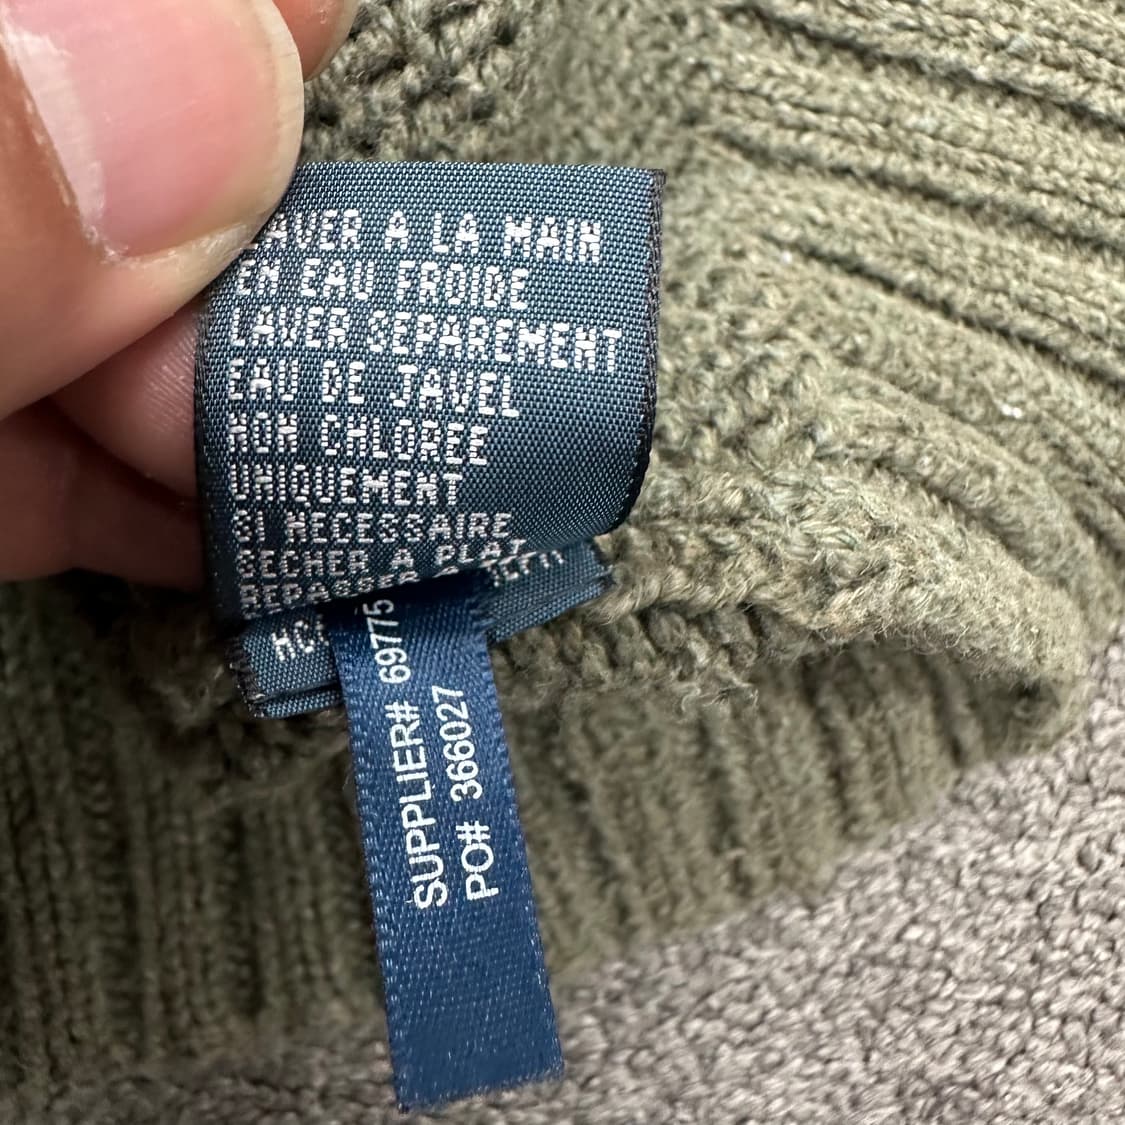 LAVER A LA MAIN
EN EAU FROIDE
LAVER SEPAREMENT
EAU DE JAVEL
NON CHLOREE
UNIQUEMENT
SI NECESSAIRE
SECHER A PLAT
REPASSER
SUPPLIER# 69775
PO# 366027